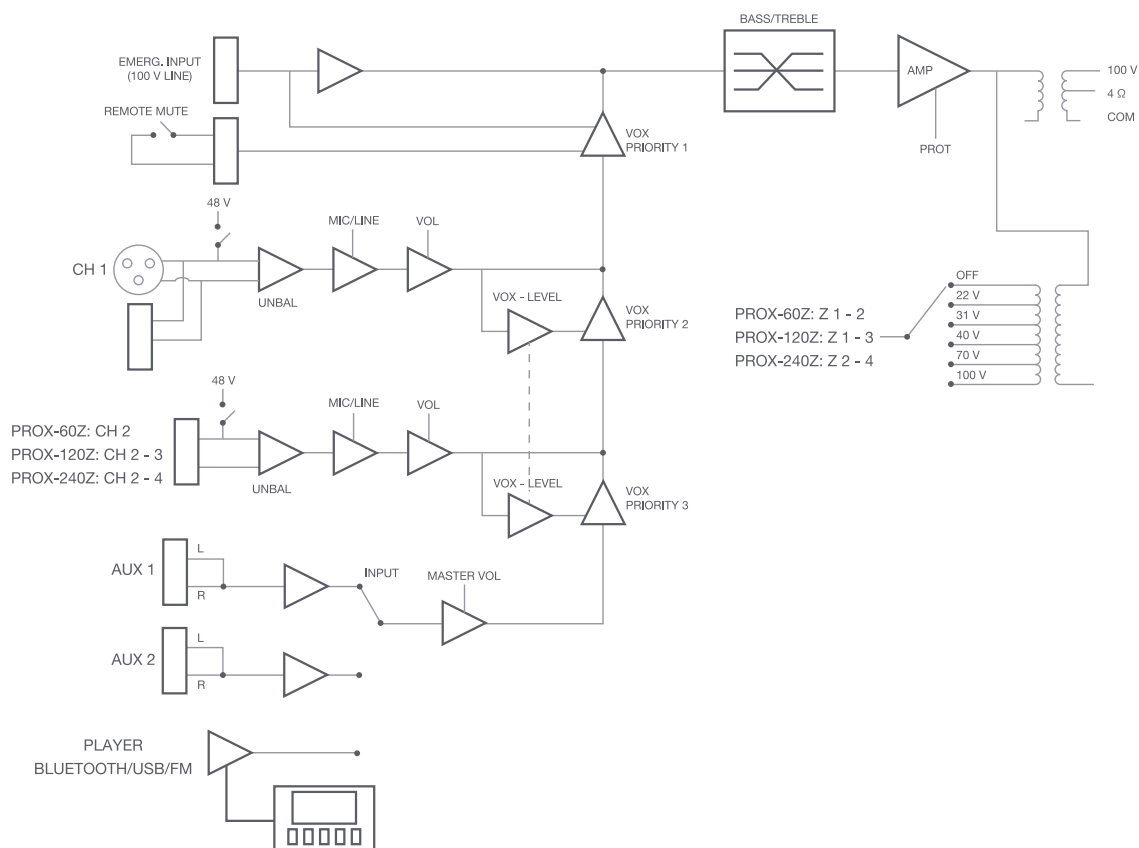 BASS/TREBLE
EMERG. INPUT
(100 V LINE)
AMP
100 V
4 Ω
COM
REMOTE MUTE
VOX
PRIORITY 1
PROT
48 V
MIC/LINE
VOL
CH 1
UNBAL
VOX - LEVEL
VOX
PRIORITY 2
OFF
22 V
31 V
40 V
70 V
100 V
PROX-60Z: Z 1 - 2
PROX-120Z: Z 1 - 3
PROX-240Z: Z 2 - 4
48 V
MIC/LINE
VOL
PROX-60Z: CH 2
PROX-120Z: CH 2 - 3
PROX-240Z: CH 2 - 4
UNBAL
VOX - LEVEL
VOX
PRIORITY 3
AUX 1
L
R
INPUT
MASTER VOL
AUX 2
L
R
PLAYER
BLUETOOTH/USB/FM